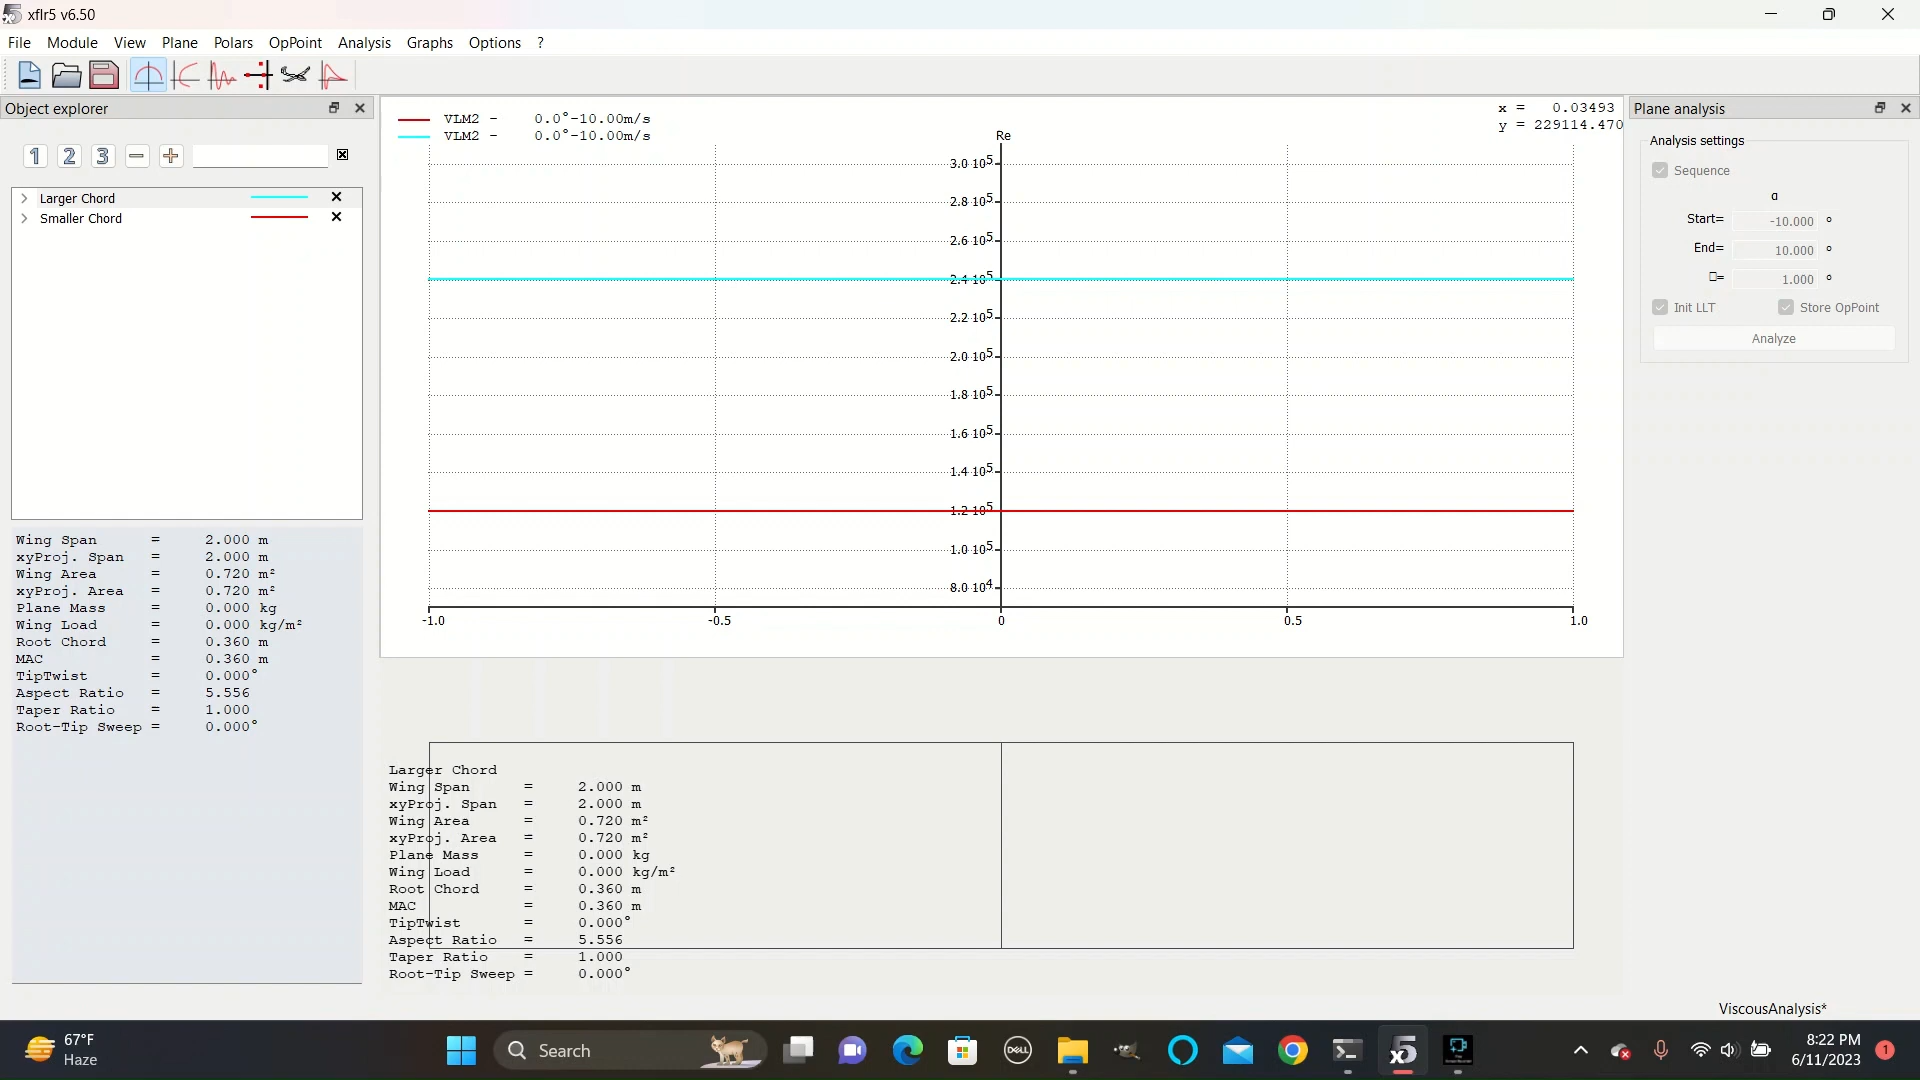 xflr5 v6.50
File Module View Plane Polars OpPoint Analysis Graphs Options ?
Object explorer
1 2 3
Larger Chord
Smaller Chord
Wing Span = 2.000 m
xyProj. Span = 2.000 m
Wing Area = 0.720 m²
xyProj. Area = 0.720 m²
Plane Mass = 0.000 kg
Wing Load = 0.000 kg/m²
Root Chord = 0.360 m
MAC = 0.360 m
TipTwist = 0.000°
Aspect Ratio = 5.556
Taper Ratio = 1.000
Root-Tip Sweep = 0.000°
VLM2 - 0.0°-10.00m/s
VLM2 - 0.0°-10.00m/s
x = 0.03493
y = 229114.470
Re
3.0 10⁵
2.8 10⁵
2.6 10⁵
2.4 10⁵
2.2 10⁵
2.0 10⁵
1.8 10⁵
1.6 10⁵
1.4 10⁵
1.2 10⁵
1.0 10⁵
8.0 10⁴
-1.0 -0.5 0 0.5 1.0
Larger Chord
Wing Span = 2.000 m
xyProj. Span = 2.000 m
Wing Area = 0.720 m²
xyProj. Area = 0.720 m²
Plane Mass = 0.000 kg
Wing Load = 0.000 kg/m²
Root Chord = 0.360 m
MAC = 0.360 m
TipTwist = 0.000°
Aspect Ratio = 5.556
Taper Ratio = 1.000
Root-Tip Sweep = 0.000°
Plane analysis
Analysis settings
Sequence
α
Start= -10.000 °
End= 10.000 °
□= 1.000 °
Init LLT Store OpPoint
Analyze
ViscousAnalysis*
67°F
Haze
Search
DELL
x5
8:22 PM
6/11/2023
1